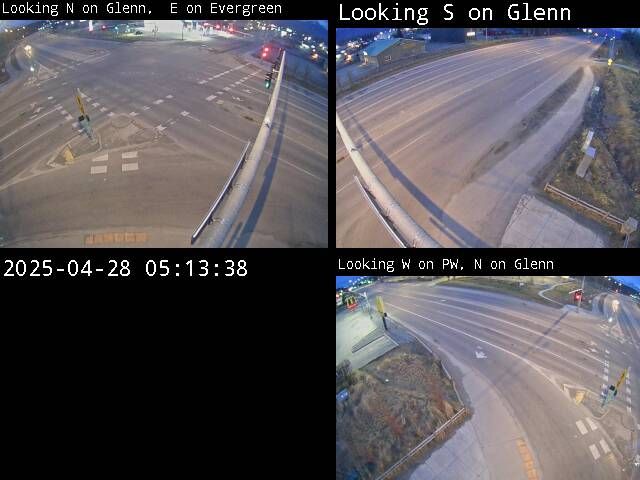 Looking N on Glenn,  E on Evergreen
Looking S on Glenn
2025-04-28 05:13:38
Looking W on PW, N on Glenn